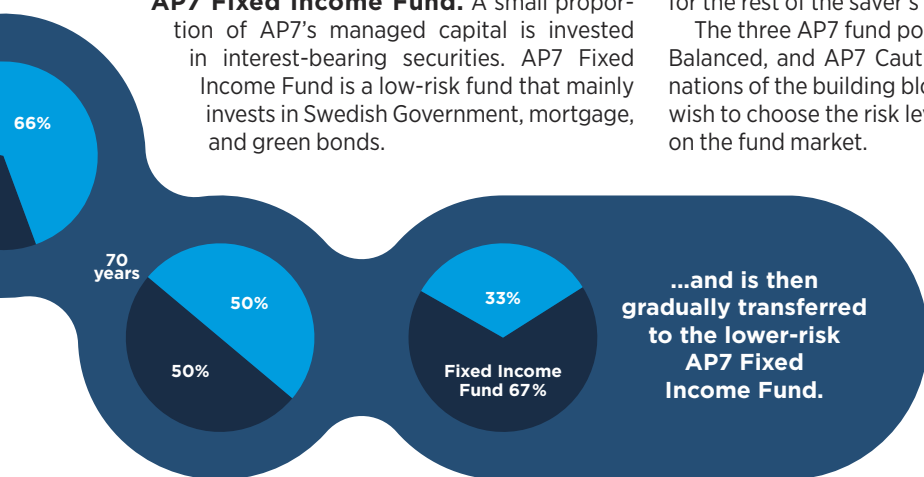 AP7 Fixed Income Fund. A small propor-
tion of AP7's managed capital is invested
in interest-bearing securities. AP7 Fixed
Income Fund is a low-risk fund that mainly
invests in Swedish Government, mortgage,
and green bonds.
for the rest of the saver's
The three AP7 fund po
Balanced, and AP7 Caut
nations of the building blo
wish to choose the risk lev
on the fund market.
66%
70
years
50%
50%
33%
Fixed Income
Fund 67%
...and is then
gradually transferred
to the lower-risk
AP7 Fixed
Income Fund.